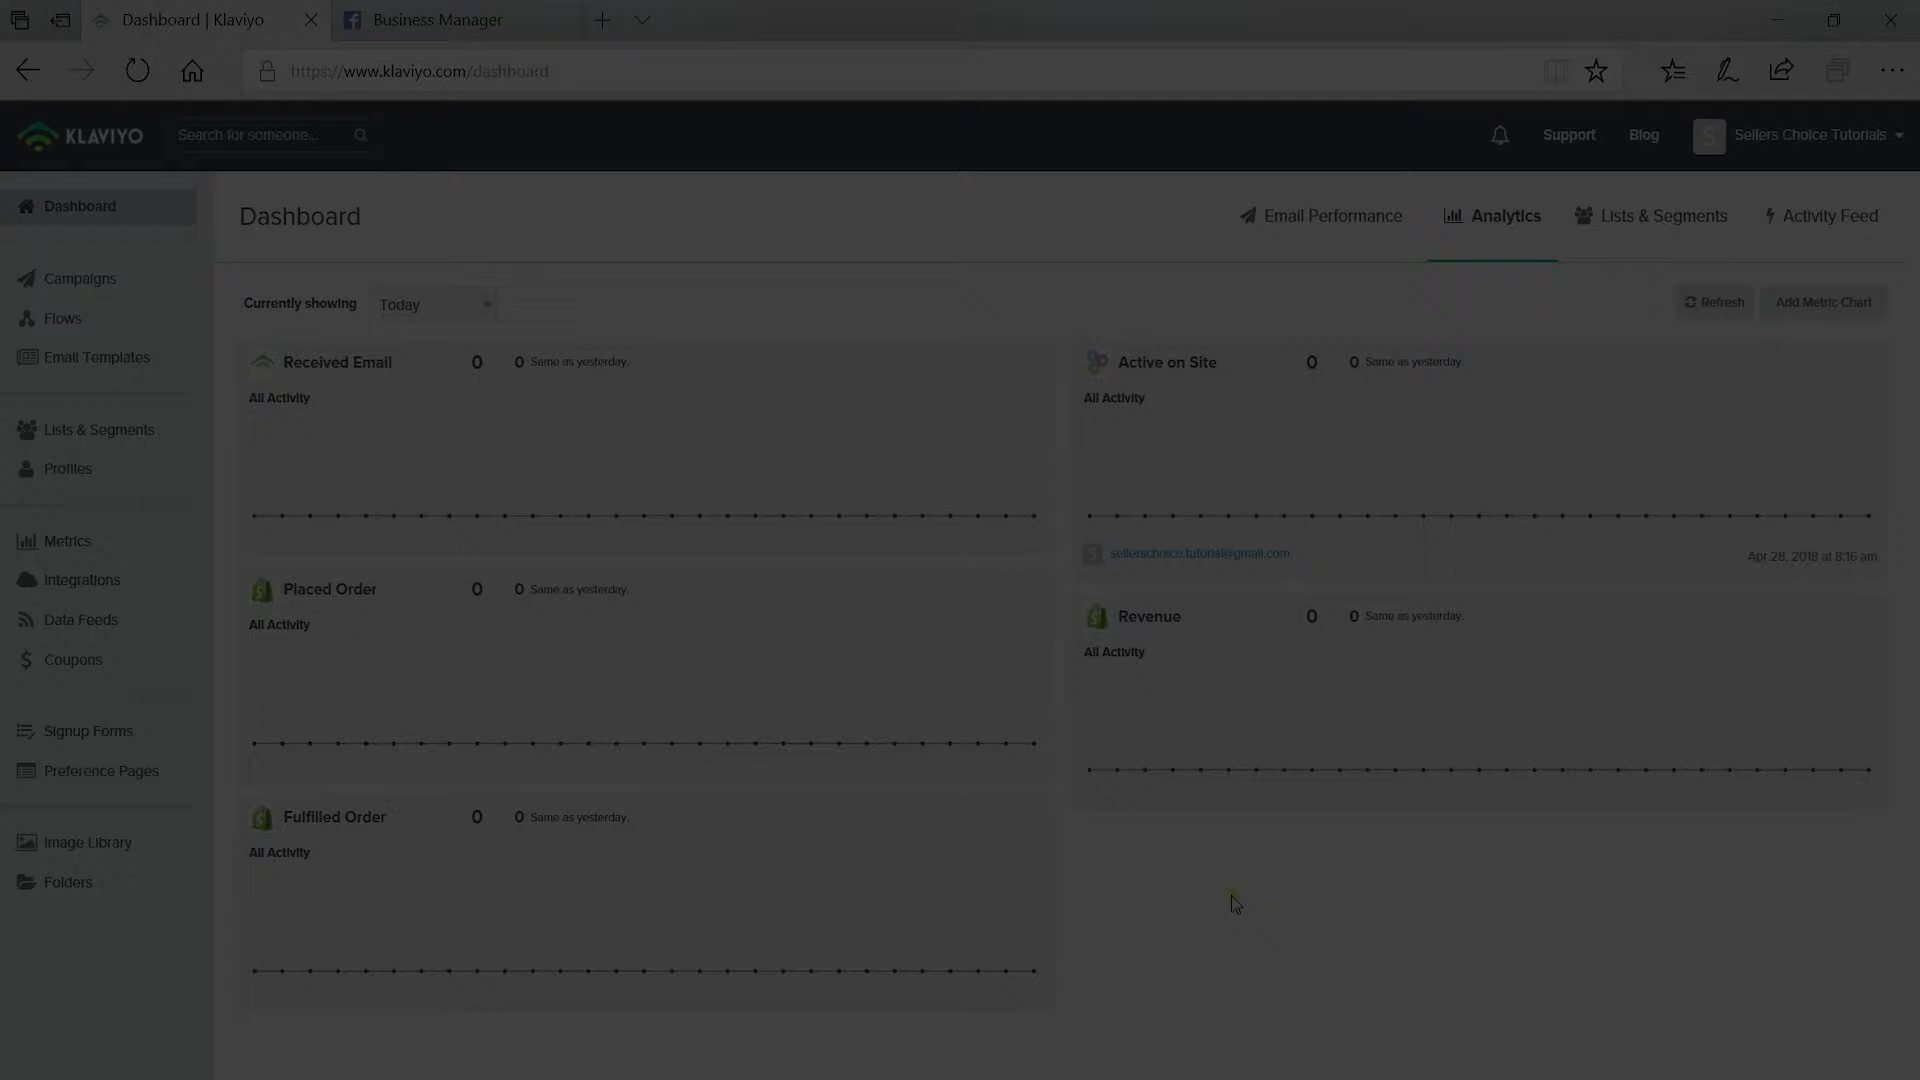 Dashboard | Klaviyo
Business Manager
https://www.klaviyo.com/dashboard
KLAVIYO
Search for someone...
Support
Blog
S
Sellers Choice Tutorials
Dashboard
Campaigns
Flows
Email Templates
Lists & Segments
Profiles
Metrics
Integrations
Data Feeds
Coupons
Signup Forms
Preference Pages
Image Library
Folders
Dashboard
Email Performance
Analytics
Lists & Segments
Activity Feed
Currently showing
Today
Refresh
Add Metric Chart
Received Email 0 0 Same as yesterday.
All Activity
Placed Order 0 0 Same as yesterday.
All Activity
Fulfilled Order 0 0 Same as yesterday.
All Activity
Active on Site 0 0 Same as yesterday.
All Activity
sellerschoice.tutorial@gmail.com
Apr 28, 2018 at 8:16 am
Revenue 0 0 Same as yesterday.
All Activity